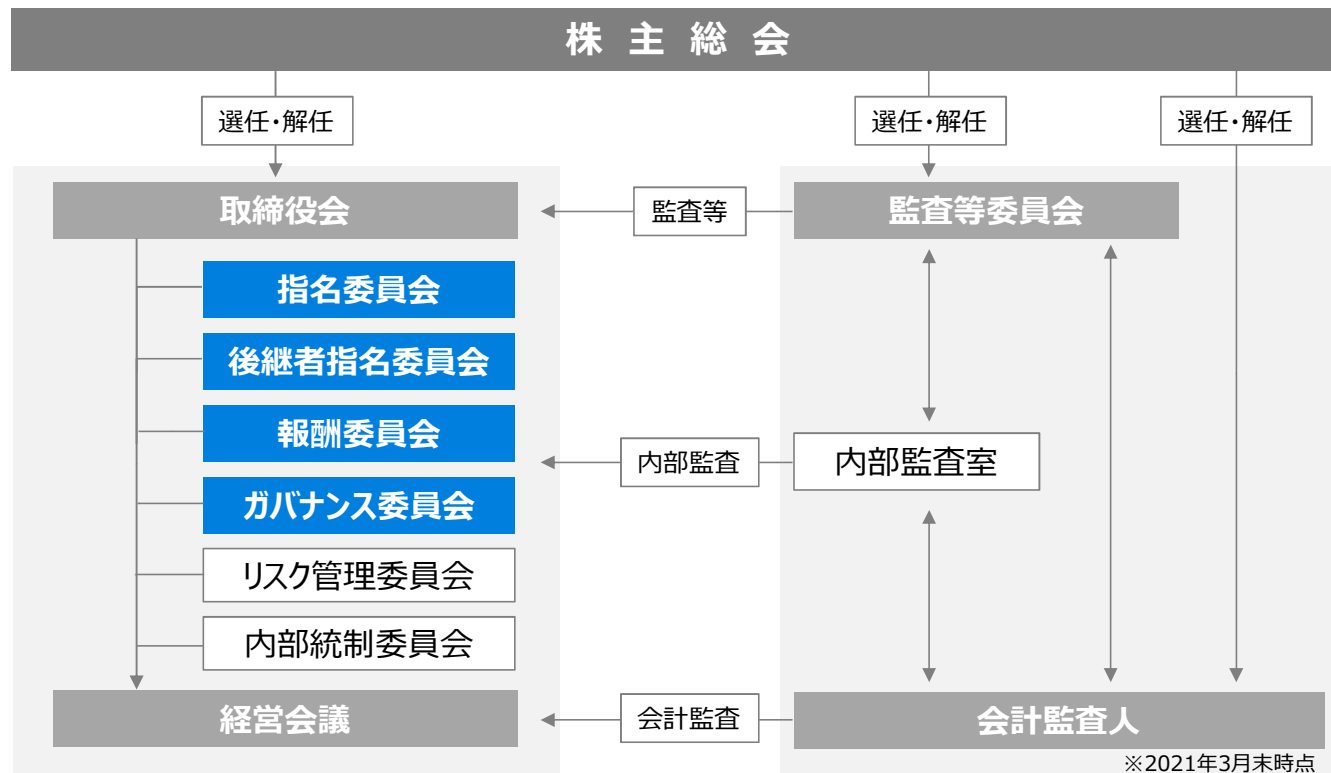 株主総会
選任・解任
選任・解任
選任・解任
取締役会
監査等
監査等委員会
指名委員会
後継者指名委員会
報酬委員会
内部監査
内部監査室
ガバナンス委員会
リスク管理委員会
内部統制委員会
経営会議
会計監査
会計監査人
※2021年3月末時点